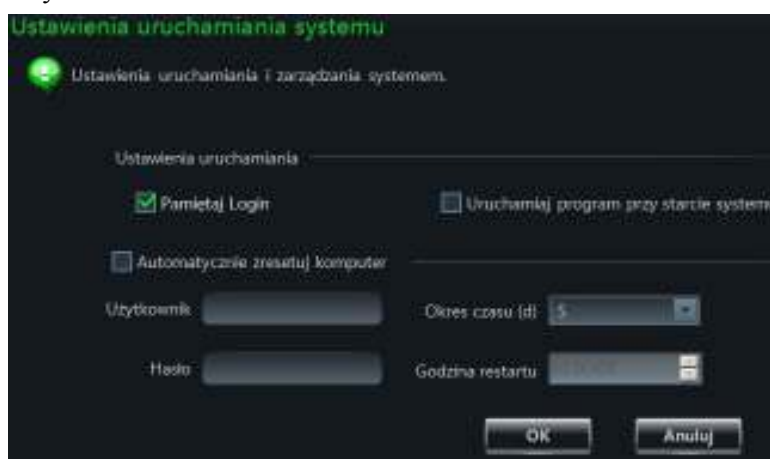 Ustawienia uruchamiania systemu
Ustawienia uruchamiania i zarządzania systemem.
Ustawienia uruchamiania
Pamiętaj Login
Uruchamiaj program przy starcie system
Automatycznie zresetuj komputer
Użytkownik
Okres czasu (d) 5
Hasło
Godzina restartu
OK Anuluj